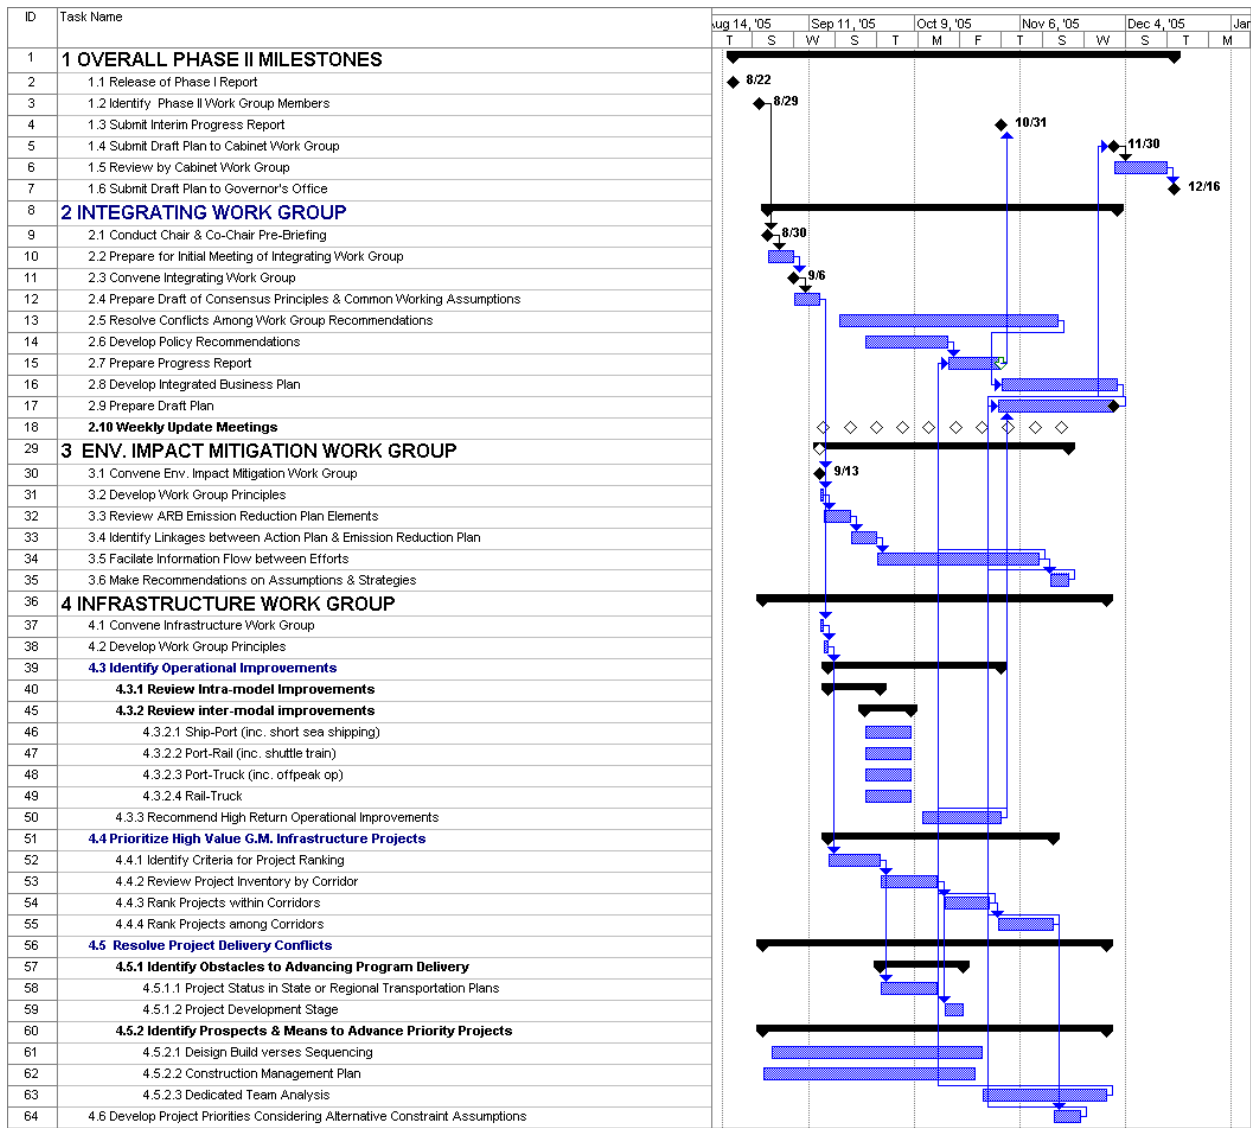 ID Task Name
Aug 14, '05 Sep 11, '05 Oct 9, '05 Nov 6, '05 Dec 4, '05 Jan
T S W S T M F T S W S T M
1 1 OVERALL PHASE II MILESTONES
2 1.1 Release of Phase I Report 8/22
3 1.2 Identify Phase II Work Group Members 8/29
4 1.3 Submit Interim Progress Report 10/31
5 1.4 Submit Draft Plan to Cabinet Work Group 11/30
6 1.5 Review by Cabinet Work Group
7 1.6 Submit Draft Plan to Governor's Office 12/16
8 2 INTEGRATING WORK GROUP
9 2.1 Conduct Chair & Co-Chair Pre-Briefing 8/30
10 2.2 Prepare for Initial Meeting of Integrating Work Group
11 2.3 Convene Integrating Work Group 9/6
12 2.4 Prepare Draft of Consensus Principles & Common Working Assumptions
13 2.5 Resolve Conflicts Among Work Group Recommendations
14 2.6 Develop Policy Recommendations
15 2.7 Prepare Progress Report
16 2.8 Develop Integrated Business Plan
17 2.9 Prepare Draft Plan
18 2.10 Weekly Update Meetings
29 3 ENV. IMPACT MITIGATION WORK GROUP
30 3.1 Convene Env. Impact Mitigation Work Group 9/13
31 3.2 Develop Work Group Principles
32 3.3 Review ARB Emission Reduction Plan Elements
33 3.4 Identify Linkages between Action Plan & Emission Reduction Plan
34 3.5 Facilate Information Flow between Efforts
35 3.6 Make Recommendations on Assumptions & Strategies
36 4 INFRASTRUCTURE WORK GROUP
37 4.1 Convene Infrastructure Work Group
38 4.2 Develop Work Group Principles
39 4.3 Identify Operational Improvements
40 4.3.1 Review Intra-model Improvements
45 4.3.2 Review inter-modal improvements
46 4.3.2.1 Ship-Port (inc. short sea shipping)
47 4.3.2.2 Port-Rail (inc. shuttle train)
48 4.3.2.3 Port-Truck (inc. offpeak op)
49 4.3.2.4 Rail-Truck
50 4.3.3 Recommend High Return Operational Improvements
51 4.4 Prioritize High Value G.M. Infrastructure Projects
52 4.4.1 Identify Criteria for Project Ranking
53 4.4.2 Review Project Inventory by Corridor
54 4.4.3 Rank Projects within Corridors
55 4.4.4 Rank Projects among Corridors
56 4.5 Resolve Project Delivery Conflicts
57 4.5.1 Identify Obstacles to Advancing Program Delivery
58 4.5.1.1 Project Status in State or Regional Transportation Plans
59 4.5.1.2 Project Development Stage
60 4.5.2 Identify Prospects & Means to Advance Priority Projects
61 4.5.2.1 Deisign Build verses Sequencing
62 4.5.2.2 Construction Management Plan
63 4.5.2.3 Dedicated Team Analysis
64 4.6 Develop Project Priorities Considering Alternative Constraint Assumptions